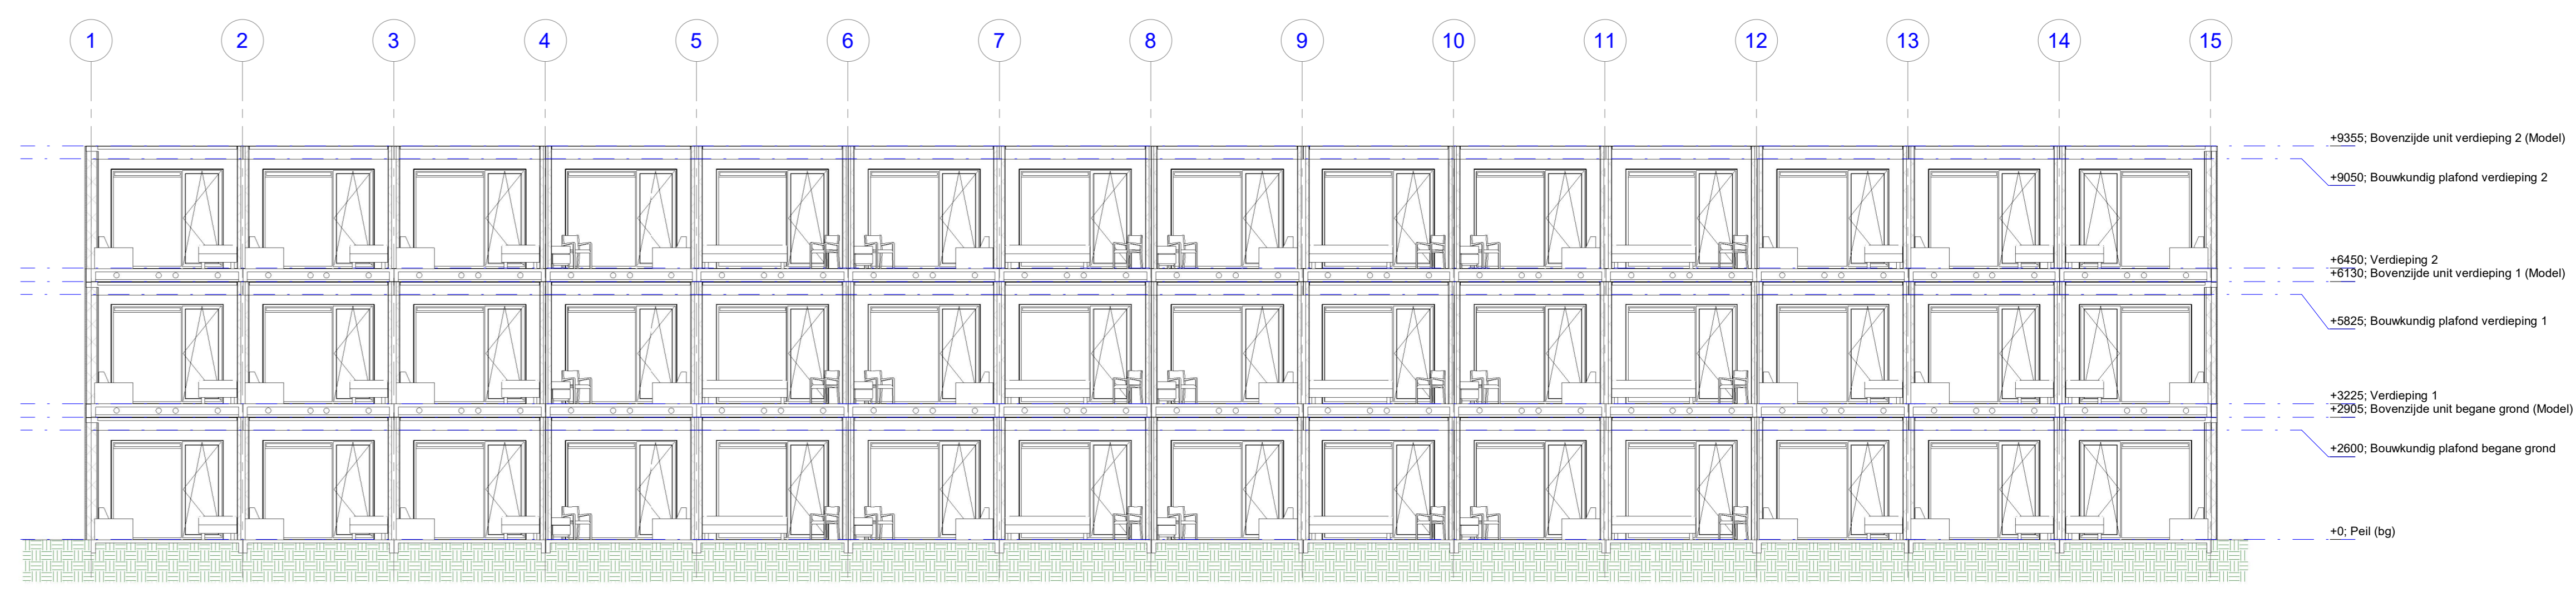 1 2 3 4 5 6 7 8 9 10 11 12 13 14 15
+9355; Bovenzijde unit verdieping 2 (Model)
+9050; Bouwkundig plafond verdieping 2
+6450; Verdieping 2
+6130; Bovenzijde unit verdieping 1 (Model)
+5825; Bouwkundig plafond verdieping 1
+3225; Verdieping 1
+2905; Bovenzijde unit begane grond (Model)
+2600; Bouwkundig plafond begane grond
+0; Peil (bg)